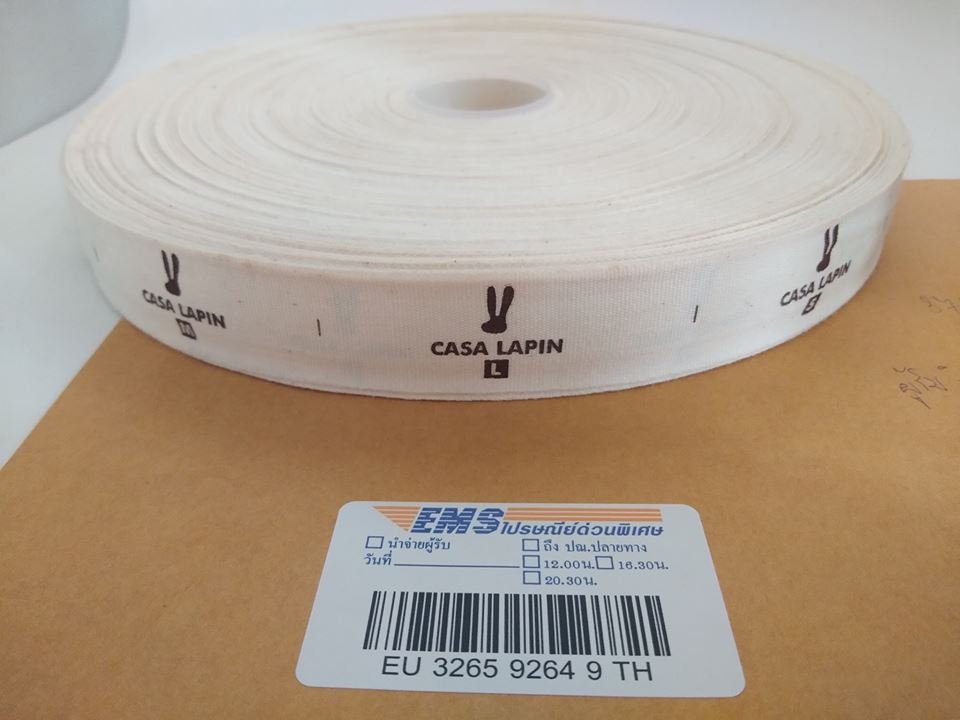 CASA LAPIN
M
CASA LAPIN
L
CASA LAPIN
S
EMS ไปรษณีย์ด่วนพิเศษ
นำจ่ายผู้รับ ถึง ปณ.ปลายทาง
วันที่ 12.00น. 16.30น.
20.30น.
EU 3265 9264 9 TH